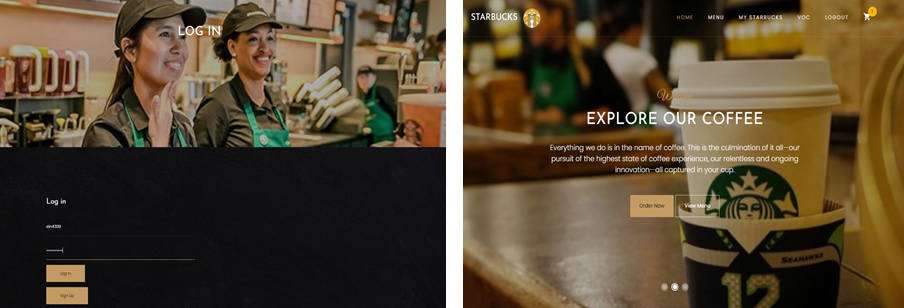 LOG IN
Log in
Log in
Sign Up
STARBUCKS
HOME MENU MY STARBUCKS VOC LOGOUT
1
EXPLORE OUR COFFEE
Everything we do is in the name of coffee. This is the culmination of it all—our
pursuit of the highest state of coffee experience, our relentless and ongoing
innovation—all captured in your cup.
Order Now View Menu
SEAHAWKS
12